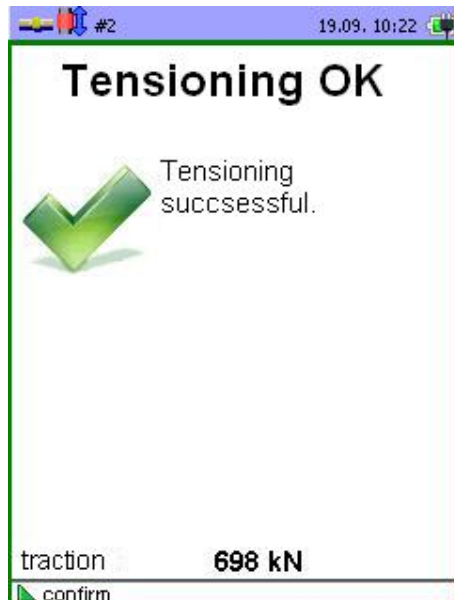 #2 19.09. 10:22
Tensioning OK
Tensioning
succsessful.
traction 698 kN
confirm